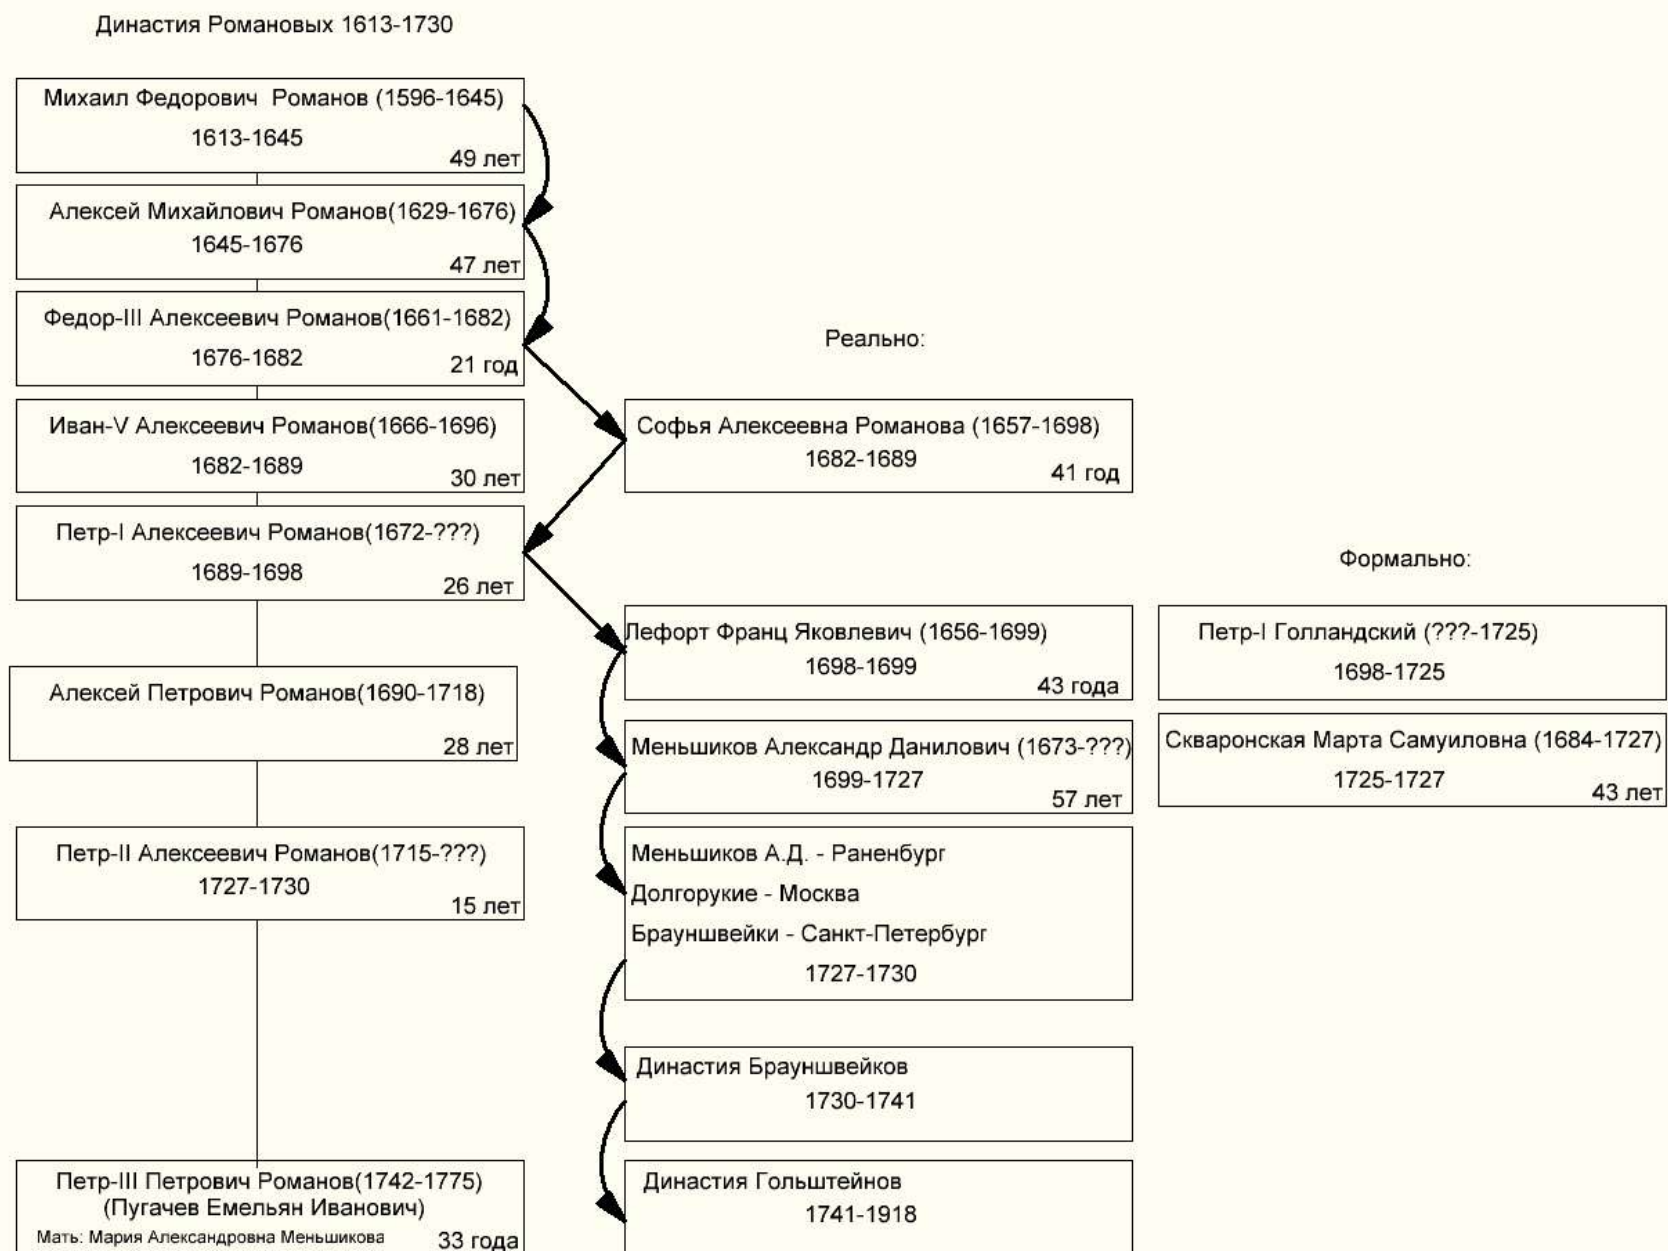 Династия Романовых 1613-1730
Михаил Федорович Романов (1596-1645)
1613-1645
49 лет
Алексей Михайлович Романов(1629-1676)
1645-1676
47 лет
Федор-III Алексеевич Романов(1661-1682)
1676-1682
21 год
Иван-V Алексеевич Романов(1666-1696)
1682-1689
30 лет
Петр-I Алексеевич Романов(1672-???)
1689-1698
26 лет
Алексей Петрович Романов(1690-1718)
28 лет
Петр-II Алексеевич Романов(1715-???)
1727-1730
15 лет
Петр-III Петрович Романов(1742-1775)
(Пугачев Емельян Иванович)
Мать: Мария Александровна Меньшикова
33 года
Реально:
Софья Алексеевна Романова (1657-1698)
1682-1689
41 год
Лефорт Франц Яковлевич (1656-1699)
1698-1699
43 года
Меньшиков Александр Данилович (1673-???)
1699-1727
57 лет
Меньшиков А.Д. - Раненбург
Долгорукие - Москва
Брауншвейки - Санкт-Петербург
1727-1730
Династия Брауншвейков
1730-1741
Династия Гольштейнов
1741-1918
Формально:
Петр-I Голландский (???-1725)
1698-1725
Скваронская Марта Самуиловна (1684-1727)
1725-1727
43 лет